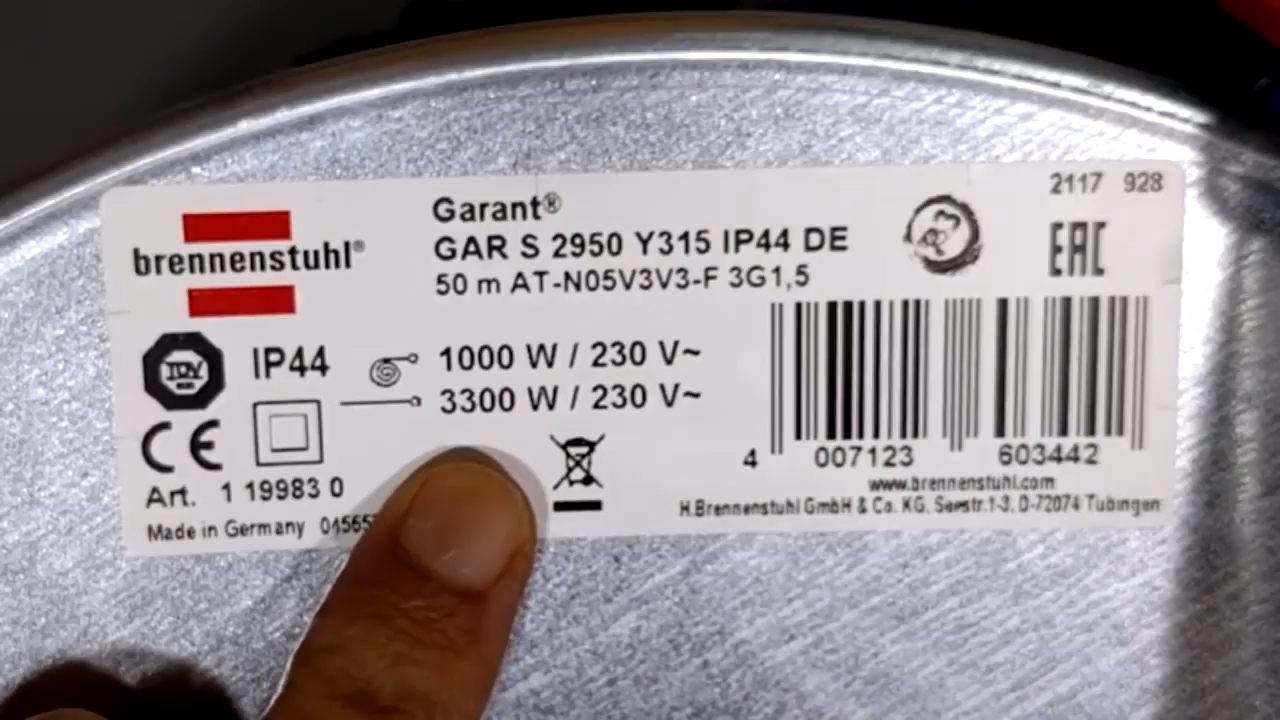 brennenstuhl®
Garant®
GAR S 2950 Y315 IP44 DE
50 m AT-N05V3V3-F 3G1,5
2117 928
EAC
TÜV
IP44
1000 W / 230 V~
3300 W / 230 V~
CE
Art. 1 19983 0
Made in Germany
4 007123 603442
www.brennenstuhl.com
H.Brennenstuhl GmbH & Co. KG, Seestr.1-3, D-72074 Tübingen